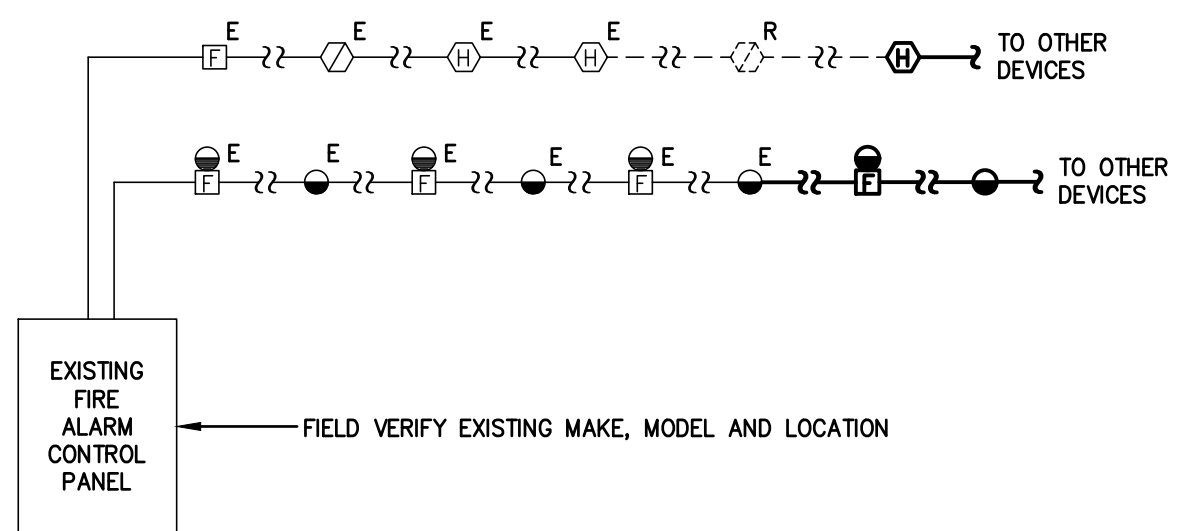 E E E E R
F H H H TO OTHER
DEVICES
E E E E E E
F F F F TO OTHER
DEVICES
EXISTING
FIRE
ALARM
CONTROL
PANEL
FIELD VERIFY EXISTING MAKE, MODEL AND LOCATION